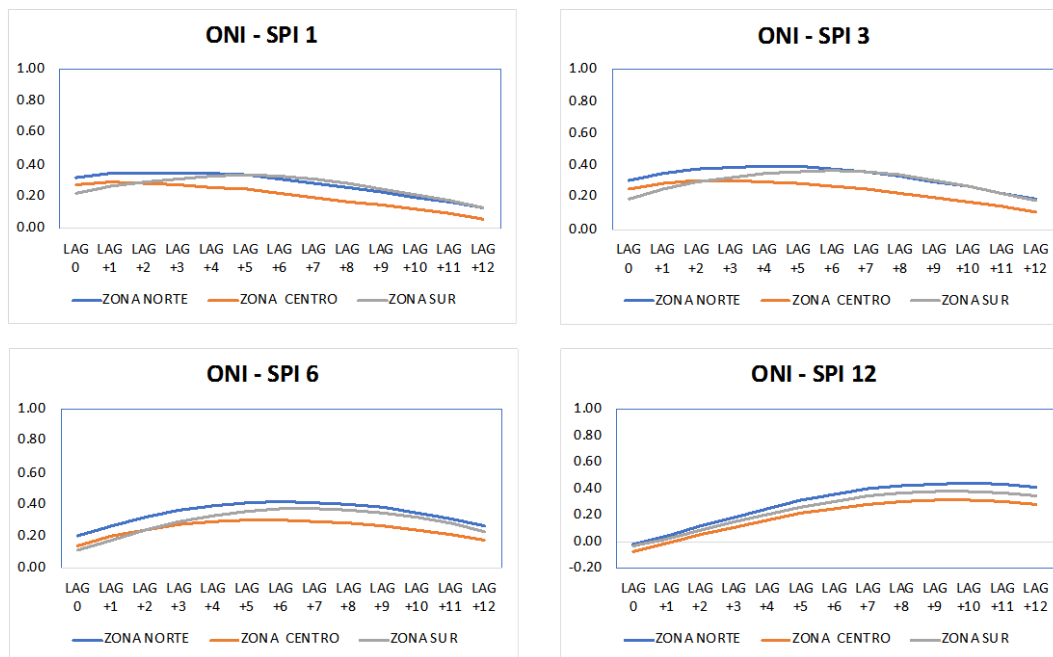 ONI - SPI 1
1.00
0.80
0.60
0.40
0.20
0.00
LAG LAG LAG LAG LAG LAG LAG LAG LAG LAG LAG LAG LAG
0 +1 +2 +3 +4 +5 +6 +7 +8 +9 +10 +11 +12
ZONA NORTE ZONA CENTRO ZONA SUR
ONI - SPI 3
1.00
0.80
0.60
0.40
0.20
0.00
LAG LAG LAG LAG LAG LAG LAG LAG LAG LAG LAG LAG LAG
0 +1 +2 +3 +4 +5 +6 +7 +8 +9 +10 +11 +12
ZONA NORTE ZONA CENTRO ZONA SUR
ONI - SPI 6
1.00
0.80
0.60
0.40
0.20
0.00
LAG LAG LAG LAG LAG LAG LAG LAG LAG LAG LAG LAG LAG
0 +1 +2 +3 +4 +5 +6 +7 +8 +9 +10 +11 +12
ZONA NORTE ZONA CENTRO ZONA SUR
ONI - SPI 12
1.00
0.80
0.60
0.40
0.20
0.00
-0.20
LAG LAG LAG LAG LAG LAG LAG LAG LAG LAG LAG LAG LAG
0 +1 +2 +3 +4 +5 +6 +7 +8 +9 +10 +11 +12
ZONA NORTE ZONA CENTRO ZONA SUR